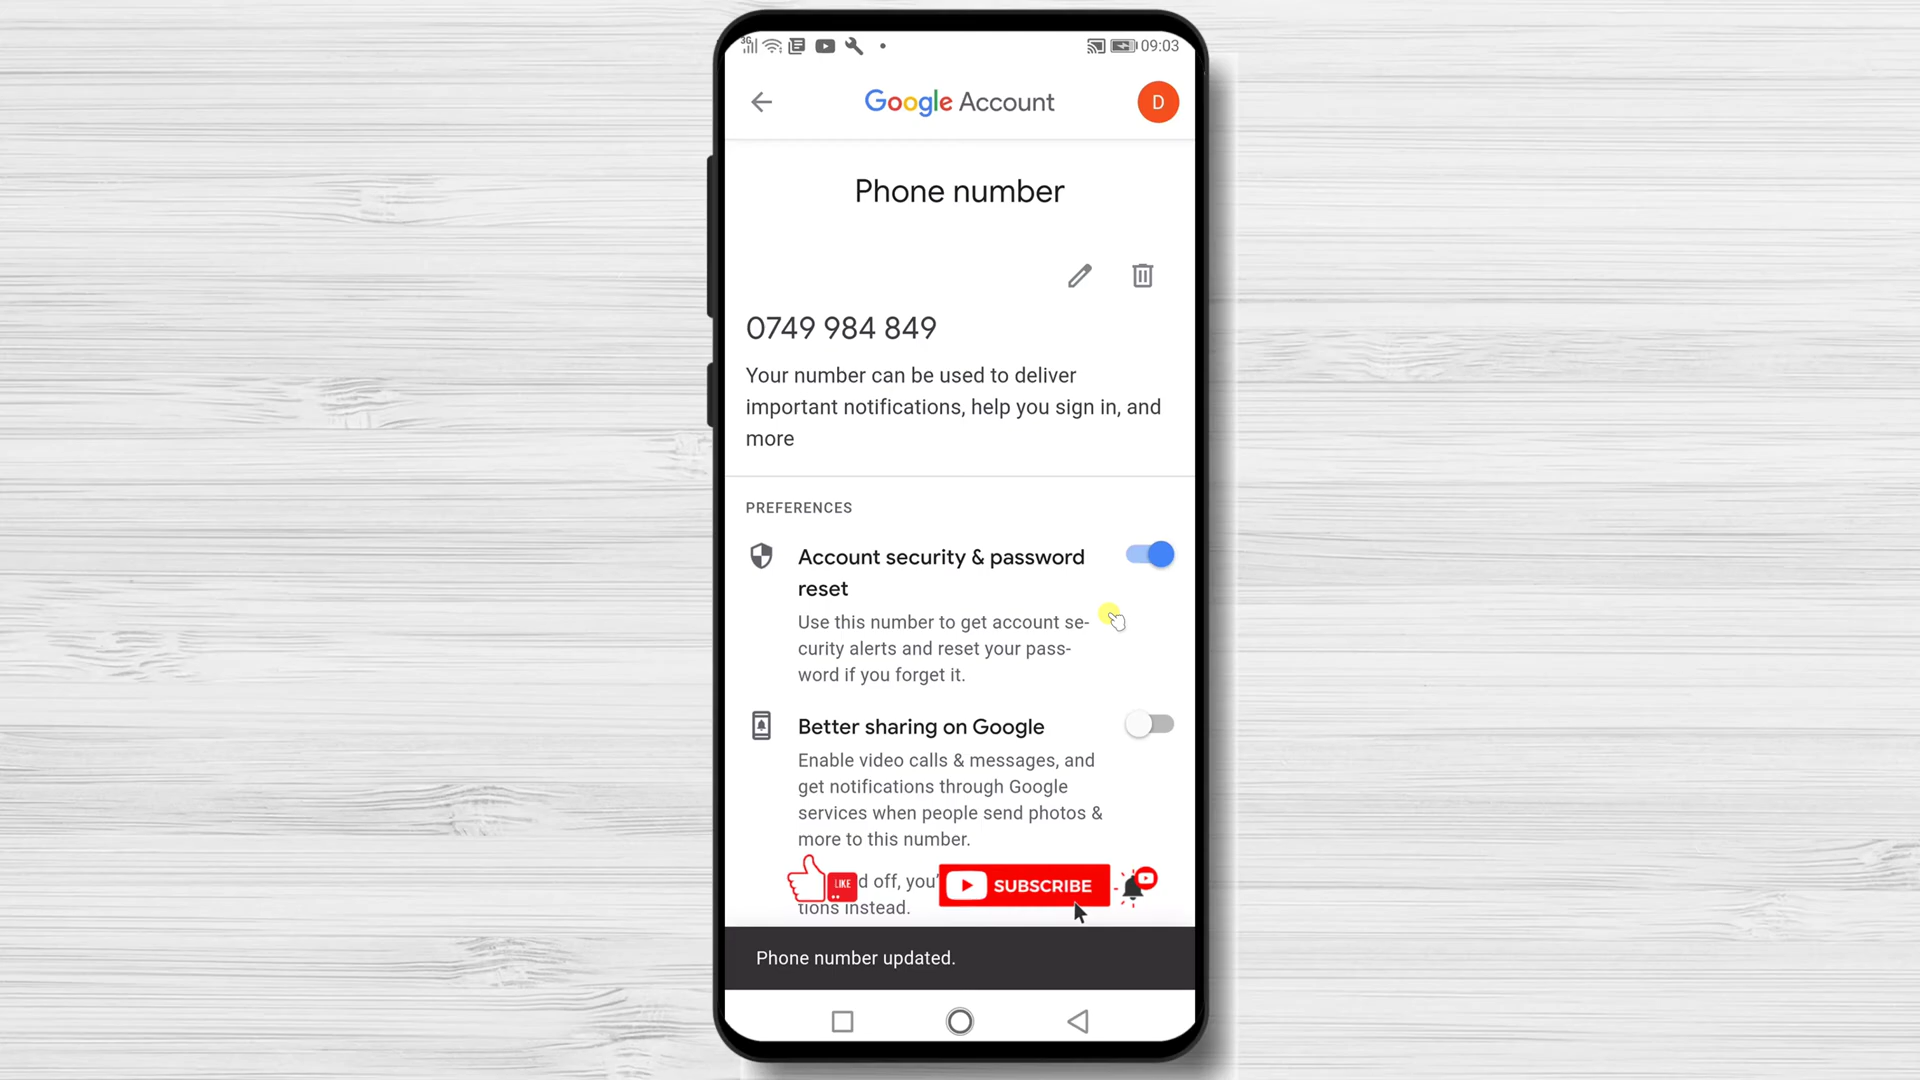 3G
09:03
Google Account
D
Phone number
0749 984 849
Your number can be used to deliver
important notifications, help you sign in, and
more
PREFERENCES
Account security & password
reset
Use this number to get account se-
curity alerts and reset your pass-
word if you forget it.
Better sharing on Google
Enable video calls & messages, and
get notifications through Google
services when people send photos &
more to this number.
LIKE
off, you'
SUBSCRIBE
tions instead.
Phone number updated.